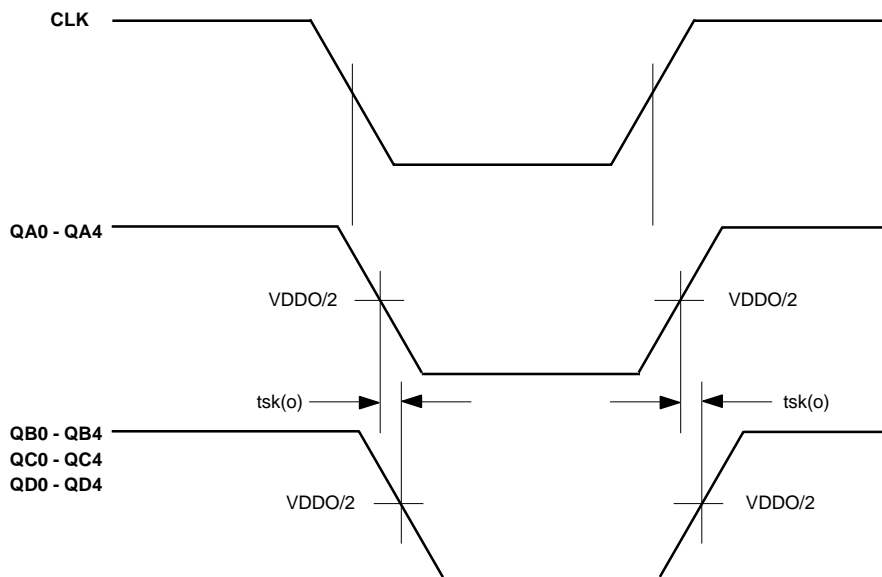 CLK
QA0 - QA4
VDDO/2
VDDO/2
tsk(o)
tsk(o)
QB0 - QB4
QC0 - QC4
QD0 - QD4
VDDO/2
VDDO/2